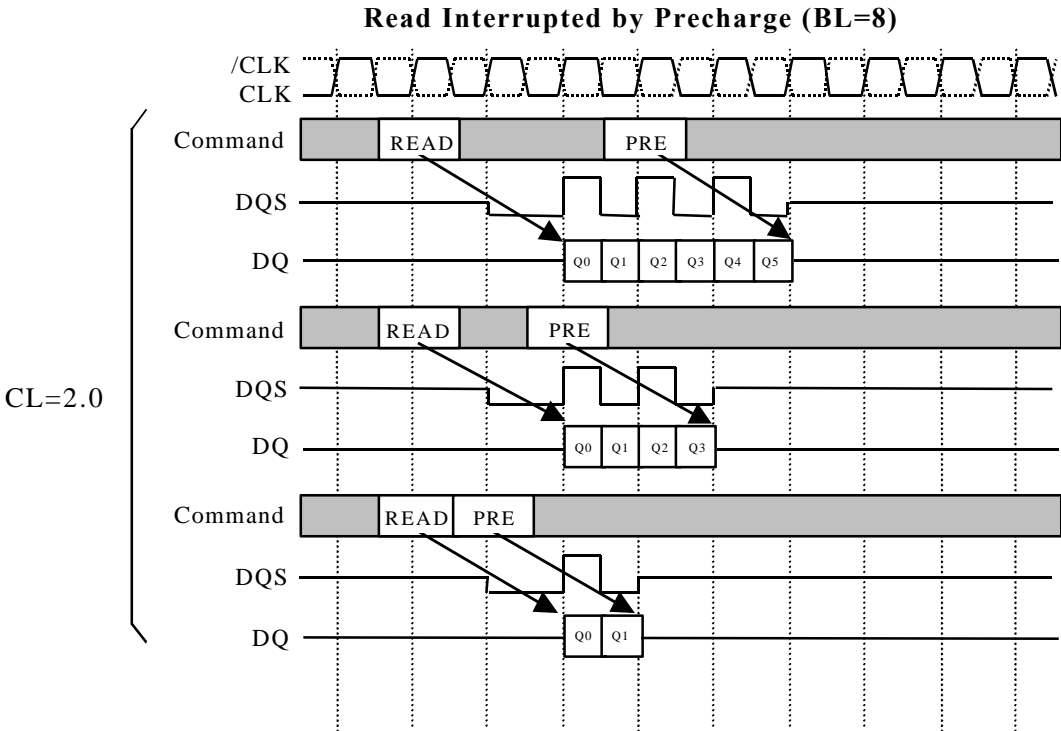 Read Interrupted by Precharge (BL=8)
/CLK
CLK
Command READ PRE
DQS
DQ Q0 Q1 Q2 Q3 Q4 Q5
Command READ PRE
DQS
CL=2.0
DQ Q0 Q1 Q2 Q3
Command READ PRE
DQS
DQ Q0 Q1